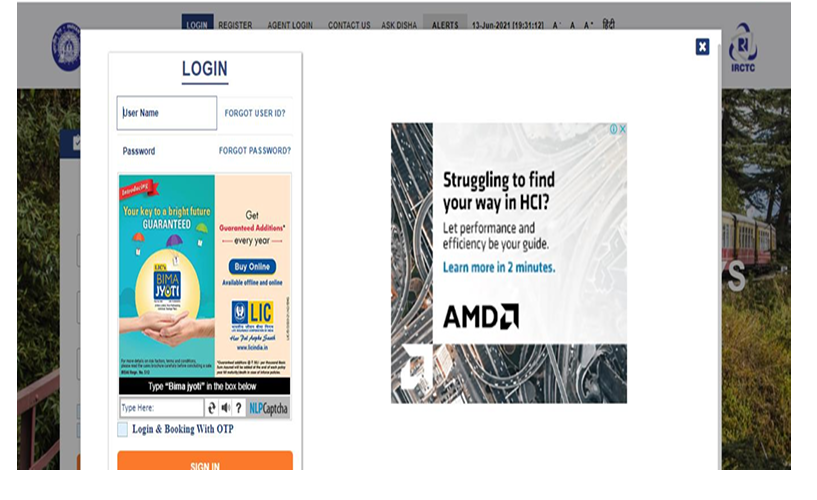 LOGIN REGISTER AGENT LOGIN CONTACT US ASK DISHA ALERTS 13-Jun-2021 [19:31:12] A- A A+ हिंदी
IRCTC
LOGIN
User Name FORGOT USER ID?
Password FORGOT PASSWORD?
Introducing
Your key to a bright future
GUARANTEED
LIC's
BIMA
JYOTI
Get
Guaranteed Additions*
every year
Buy Online
Available offline and online
LIC
www.licindia.in
Type "Bima jyoti" in the box below
Type Here: ? NLPCaptcha
Login & Booking With OTP
SIGN IN
Struggling to find
your way in HCI?
Let performance and
efficiency be your guide.
Learn more in 2 minutes.
AMD
S